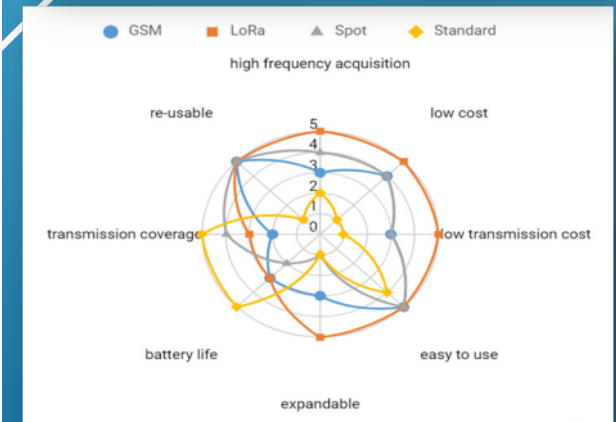 GSM LoRa Spot Standard
high frequency acquisition
re-usable low cost
5
4
3
2
1
0
transmission coverage low transmission cost
battery life easy to use
expandable